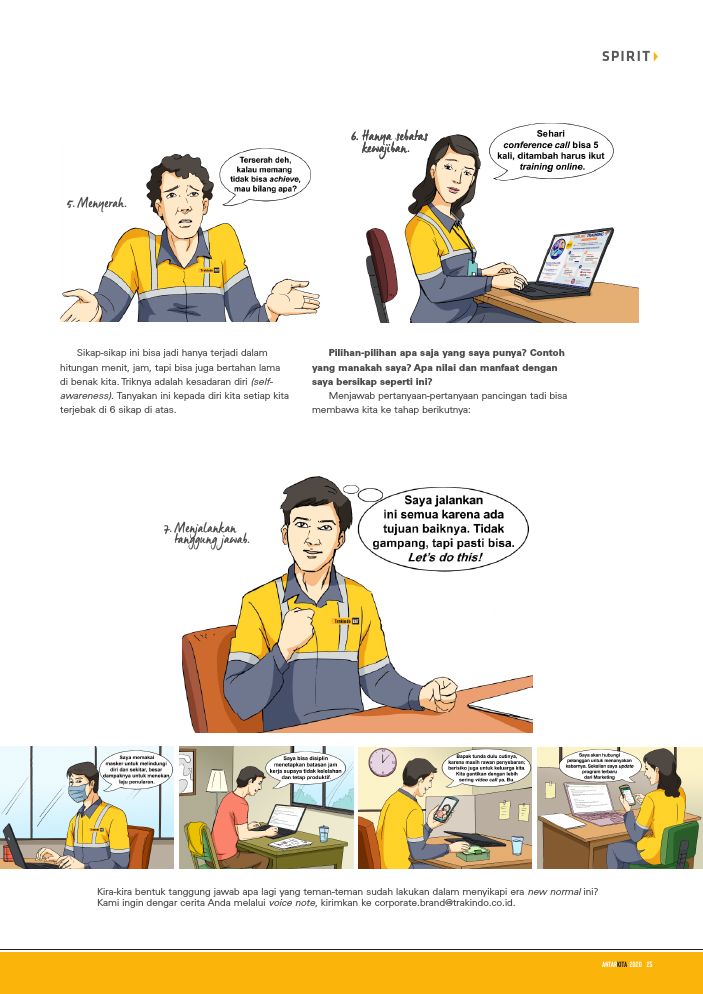 SPIRIT
5. Menyerah.
Terserah deh,
kalau memang
tidak bisa achieve,
mau bilang apa?
6. Hanya sebatas
kewajiban.
Sehari
conference call bisa 5
kali, ditambah harus ikut
training online.
TRAINING
Trakindo CAT
Sikap-sikap ini bisa jadi hanya terjadi dalam
hitungan menit, jam, tapi bisa juga bertahan lama
di benak kita. Triknya adalah kesadaran diri (self-
awareness). Tanyakan ini kepada diri kita setiap kita
terjebak di 6 sikap di atas.
Pilihan-pilihan apa saja yang saya punya? Contoh
yang manakah saya? Apa nilai dan manfaat dengan
saya bersikap seperti ini?
Menjawab pertanyaan-pertanyaan pancingan tadi bisa
membawa kita ke tahap berikutnya:
7. Menjalankan
tanggung jawab.
Saya jalankan
ini semua karena ada
tujuan baiknya. Tidak
gampang, tapi pasti bisa.
Let's do this!
Trakindo CAT
Saya memakai
masker untuk melindungi
diri dan sekitar, besar
dampaknya untuk menekan
laju penularan.
Saya bisa disiplin
menetapkan batasan jam
kerja supaya tidak kelelahan
dan tetap produktif.
Bapak tunda dulu cutinya,
karena masih rawan penyebaran;
berisiko juga untuk keluarga kita.
Kita gantikan dengan lebih
sering video call ya, Bu.
Saya akan hubungi
pelanggan untuk menanyakan
kabarnya. Sekalian saya update
program terbaru
dari Marketing
Kira-kira bentuk tanggung jawab apa lagi yang teman-teman sudah lakukan dalam menyikapi era new normal ini?
Kami ingin dengar cerita Anda melalui voice note, kirimkan ke corporate.brand@trakindo.co.id.
ANTARKITA 2020 25